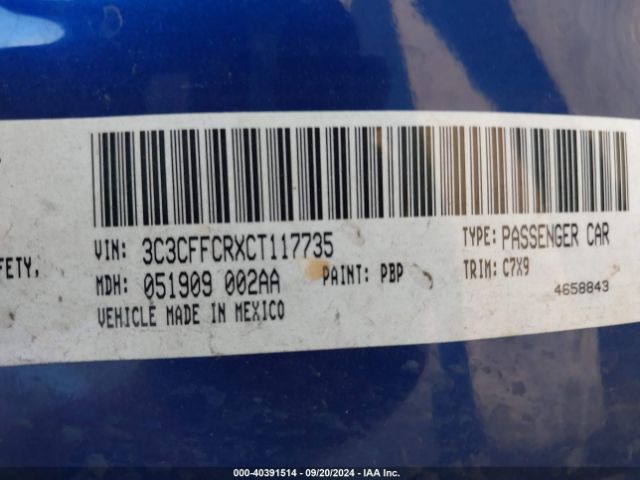 VIN: 3C3CFFCRXCT117735
TYPE: PASSENGER CAR
FETY,
MDH: 051909 002AA
PAINT: PBP
TRIM: C7X9
VEHICLE MADE IN MEXICO
4658843
000-40391514 - 09/20/2024 - IAA Inc.